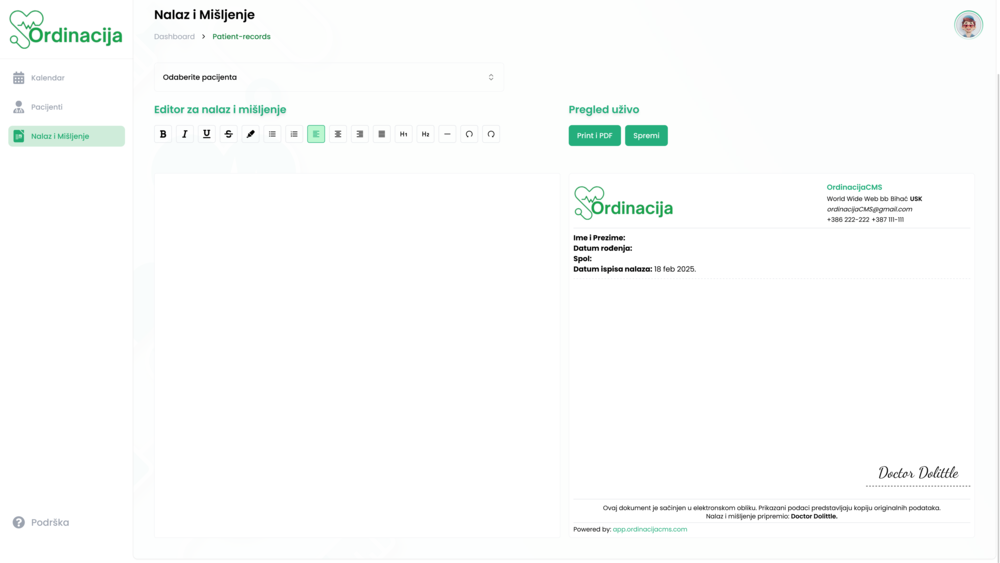 Ordinacija
Kalendar
Pacijenti
Nalaz i Mišljenje
Podrška
Nalaz i Mišljenje
Dashboard > Patient-records
Odaberite pacijenta
Editor za nalaz i mišljenje
B I U S H1 H2
Pregled uživo
Print i PDF Spremi
Ordinacija
OrdinacijaCMS
World Wide Web bb Bihać USK
ordinacijaCMS@gmail.com
+386 222-222 +387 111-111
Ime i Prezime:
Datum rođenja:
Spol:
Datum ispisa nalaza: 18 feb 2025.
Doctor Dolittle
Ovaj dokument je sačinjen u elektronskom obliku. Prikazani podaci predstavljaju kopiju originalnih podataka.
Nalaz i mišljenje pripremio: Doctor Dolittle.
Powered by: app.ordinacijacms.com